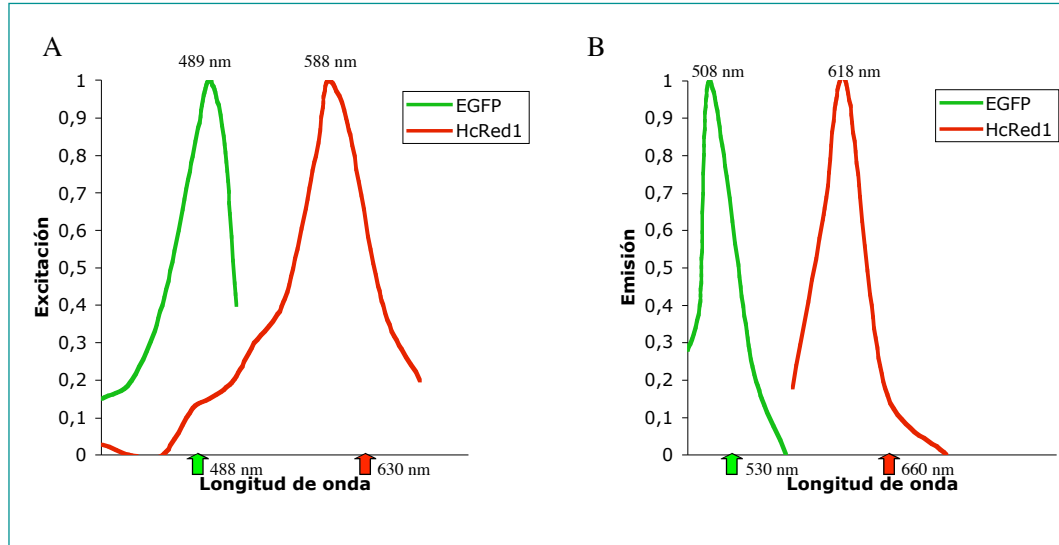 A
489 nm
588 nm
1
0,9
0,8
0,7
0,6
0,5
0,4
0,3
0,2
0,1
0
Excitación
EGFP
HcRed1
488 nm
630 nm
Longitud de onda
B
508 nm
618 nm
1
0,9
0,8
0,7
0,6
0,5
0,4
0,3
0,2
0,1
0
Emisión
EGFP
HcRed1
530 nm
660 nm
Longitud de onda